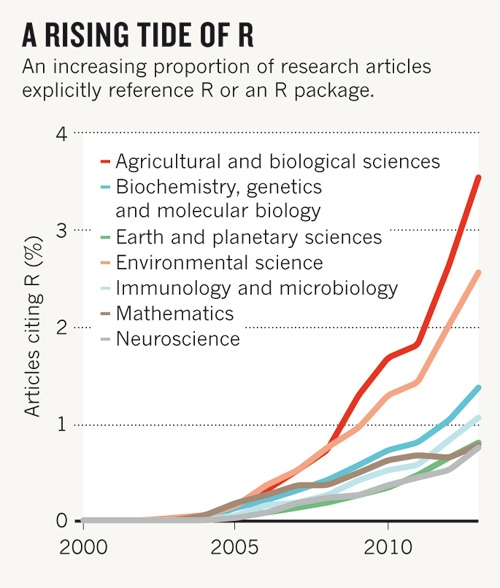 A RISING TIDE OF R
An increasing proportion of research articles
explicitly reference R or an R package.
4
Agricultural and biological sciences
Biochemistry, genetics
and molecular biology
3
Earth and planetary sciences
Environmental science
Immunology and microbiology
2
Mathematics
Neuroscience
Articles citing R (%)
1
0
2000
2005
2010